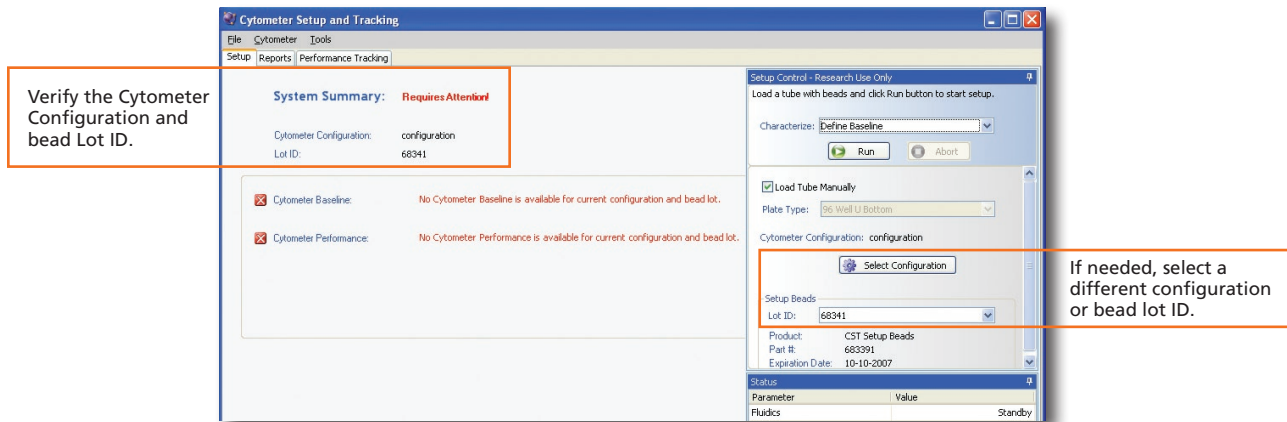 Cytometer Setup and Tracking
File Cytometer Tools
Setup Reports Performance Tracking
Verify the Cytometer
Configuration and
bead Lot ID.
System Summary: Requires Attention!
Cytometer Configuration: configuration
Lot ID: 68341
Cytometer Baseline: No Cytometer Baseline is available for current configuration and bead lot.
Cytometer Performance: No Cytometer Performance is available for current configuration and bead lot.
Setup Control - Research Use Only
Load a tube with beads and click Run button to start setup.
Characterize: Define Baseline
Run Abort
Load Tube Manually
Plate Type: 96 Well U Bottom
Cytometer Configuration: configuration
Select Configuration
Setup Beads
Lot ID: 68341
Product: CST Setup Beads
Part #: 683391
Expiration Date: 10-10-2007
If needed, select a
different configuration
or bead lot ID.
Status
Parameter Value
Fluidics Standby